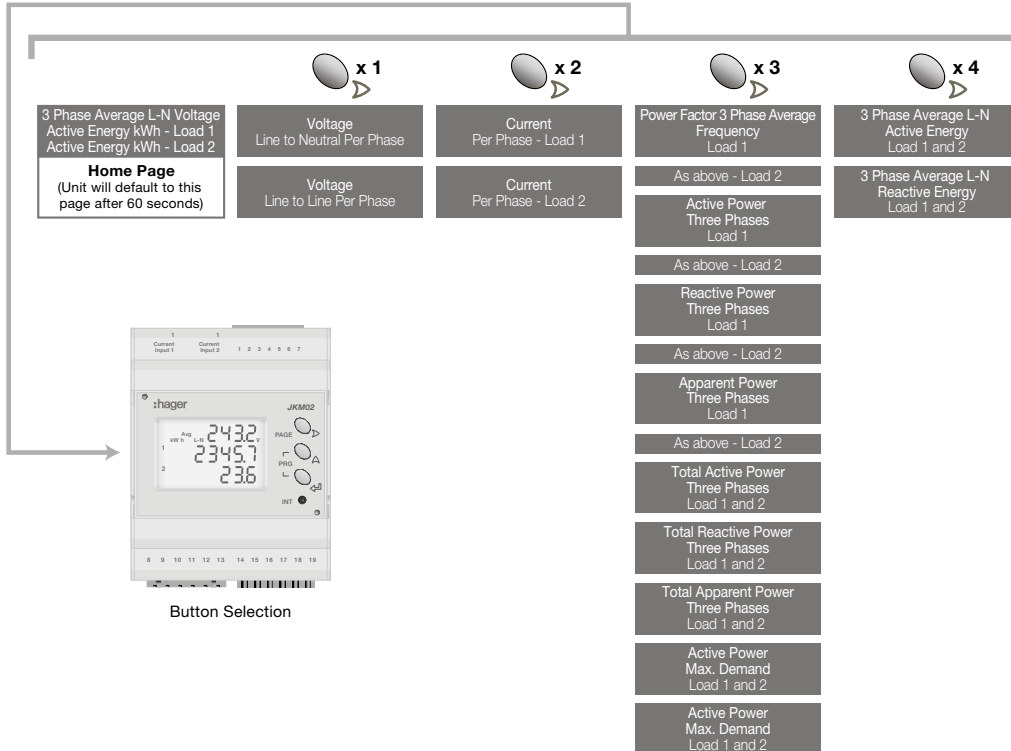 x 1
x 2
x 3
x 4
3 Phase Average L-N Voltage
Active Energy kWh - Load 1
Active Energy kWh - Load 2
Home Page
(Unit will default to this
page after 60 seconds)
Voltage
Line to Neutral Per Phase
Voltage
Line to Line Per Phase
Current
Per Phase - Load 1
Current
Per Phase - Load 2
Power Factor 3 Phase Average
Frequency
Load 1
As above - Load 2
Active Power
Three Phases
Load 1
As above - Load 2
Reactive Power
Three Phases
Load 1
As above - Load 2
Apparent Power
Three Phases
Load 1
As above - Load 2
Total Active Power
Three Phases
Load 1 and 2
Total Reactive Power
Three Phases
Load 1 and 2
Total Apparent Power
Three Phases
Load 1 and 2
Active Power
Max. Demand
Load 1 and 2
Active Power
Max. Demand
Load 1 and 2
3 Phase Average L-N
Active Energy
Load 1 and 2
3 Phase Average L-N
Reactive Energy
Load 1 and 2
1 1
Current Current
Input 1 Input 2 1 2 3 4 5 6 7
:hager JKM02
Avg
kW h L-N 243.2 V
1 2345.7
2 23.6
PAGE
PRG
INT
8 9 10 11 12 13 14 15 16 17 18 19
Button Selection